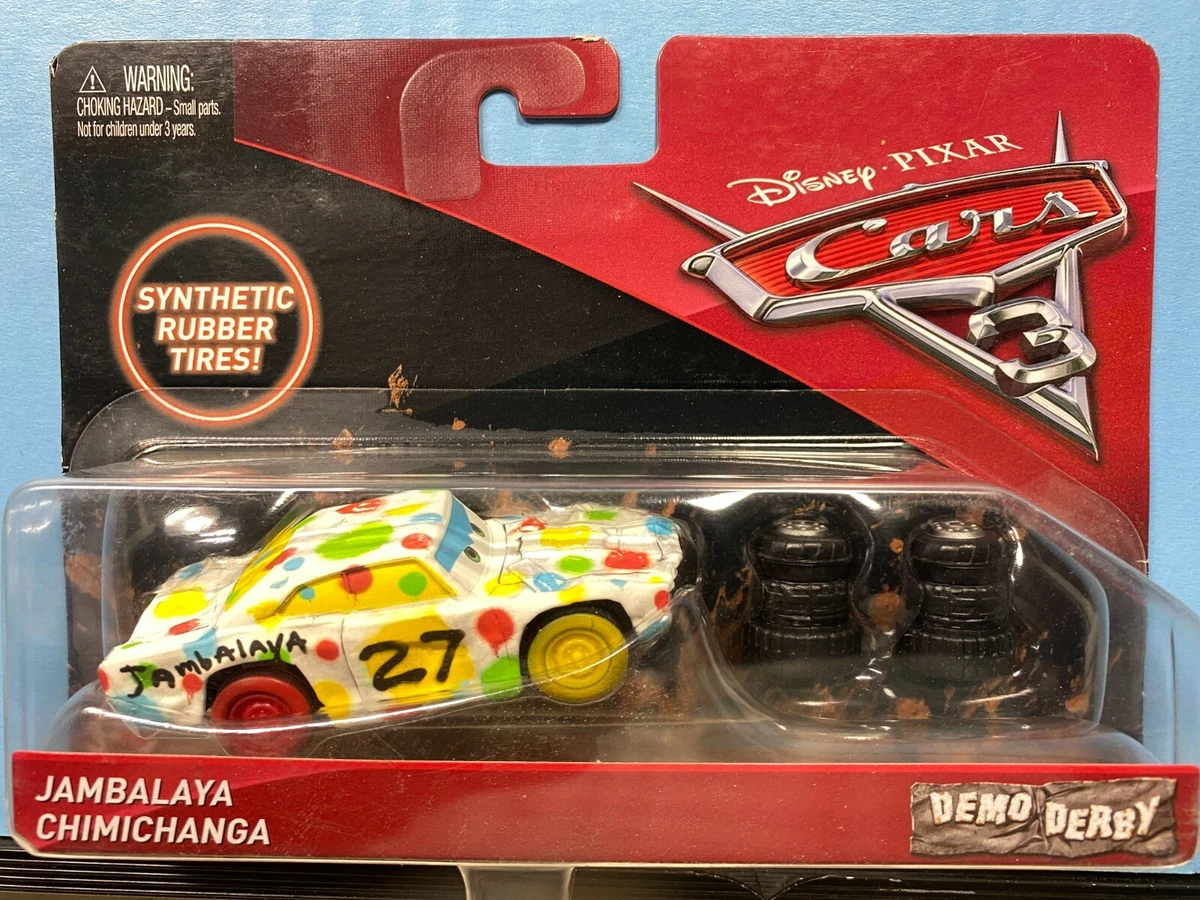 ⚠ WARNING:
CHOKING HAZARD – Small parts.
Not for children under 3 years.
DISNEY · PIXAR
Cars
3
SYNTHETIC
RUBBER
TIRES!
JAMBALAYA
27
JAMBALAYA
CHIMICHANGA
DEMO DERBY